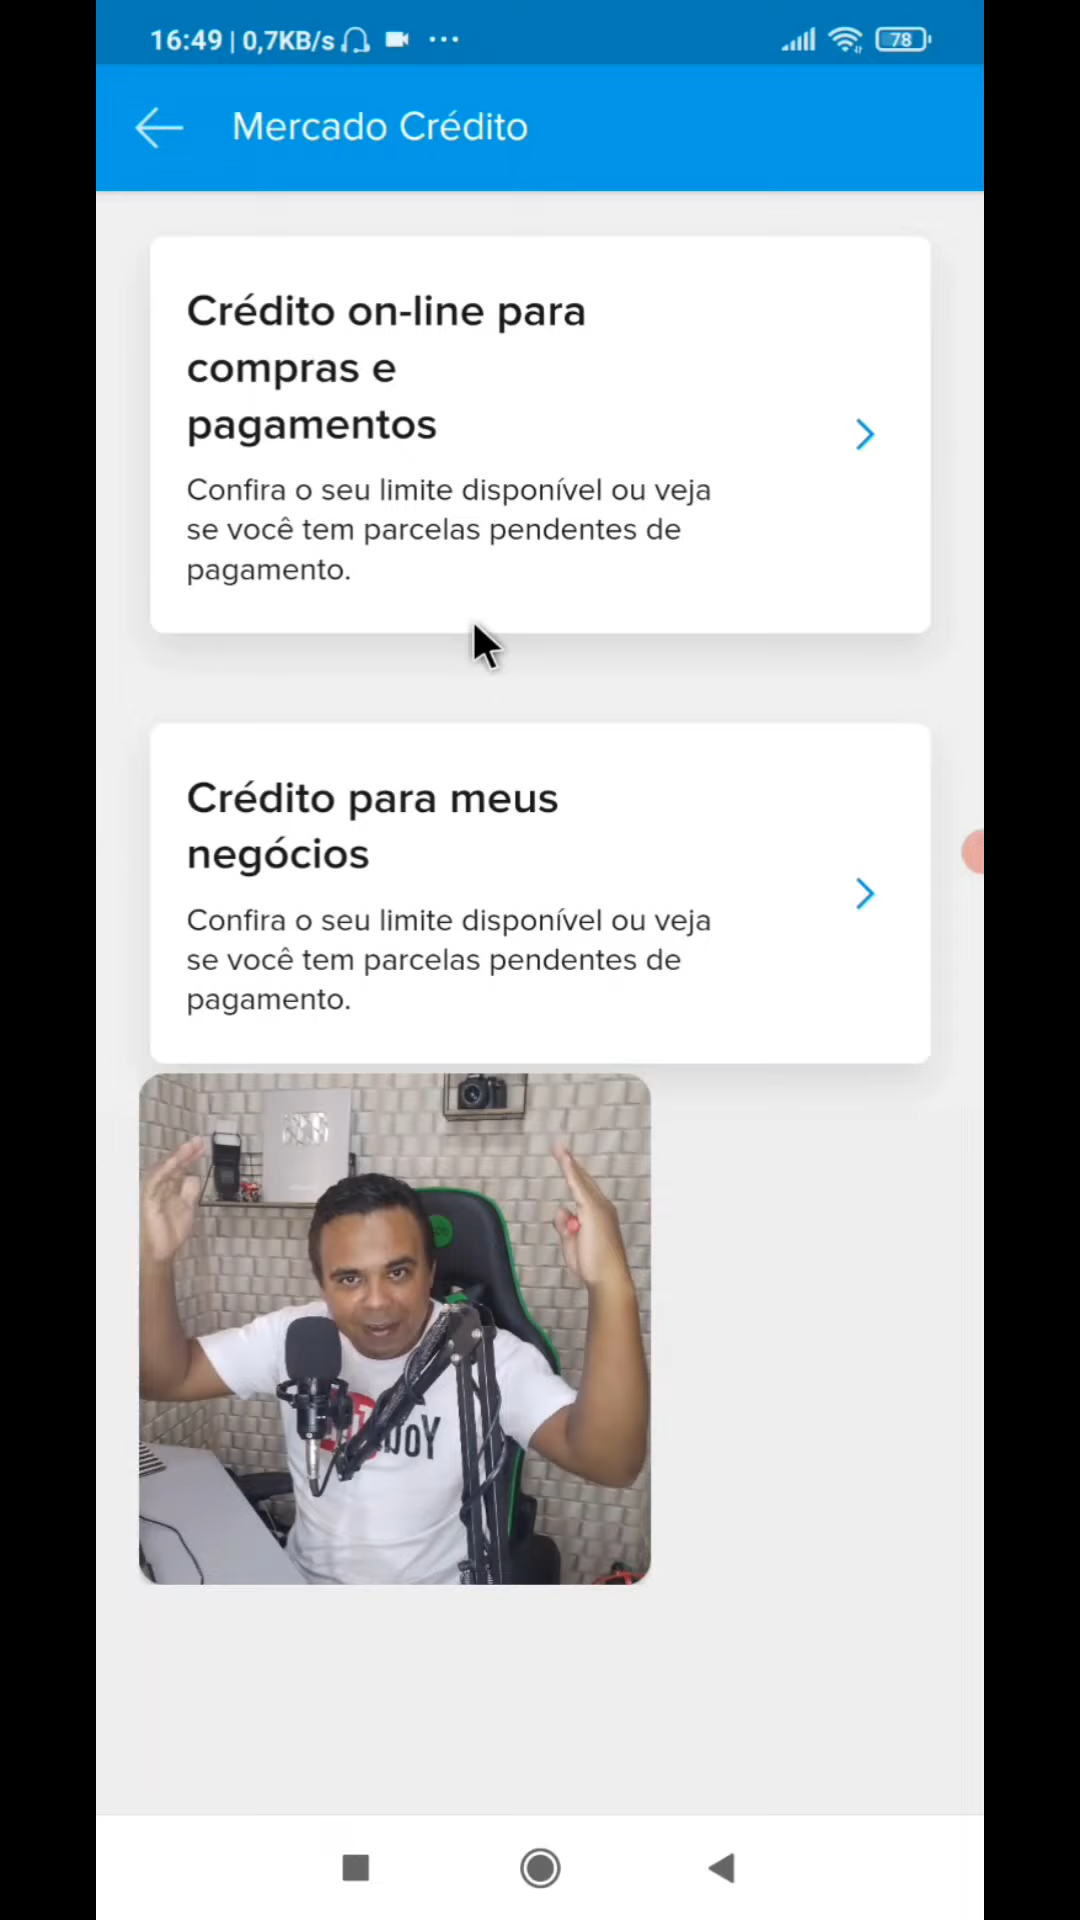 16:49 | 0,7KB/s
78
Mercado Crédito
Crédito on-line para
compras e
pagamentos
Confira o seu limite disponível ou veja
se você tem parcelas pendentes de
pagamento.
Crédito para meus
negócios
Confira o seu limite disponível ou veja
se você tem parcelas pendentes de
pagamento.